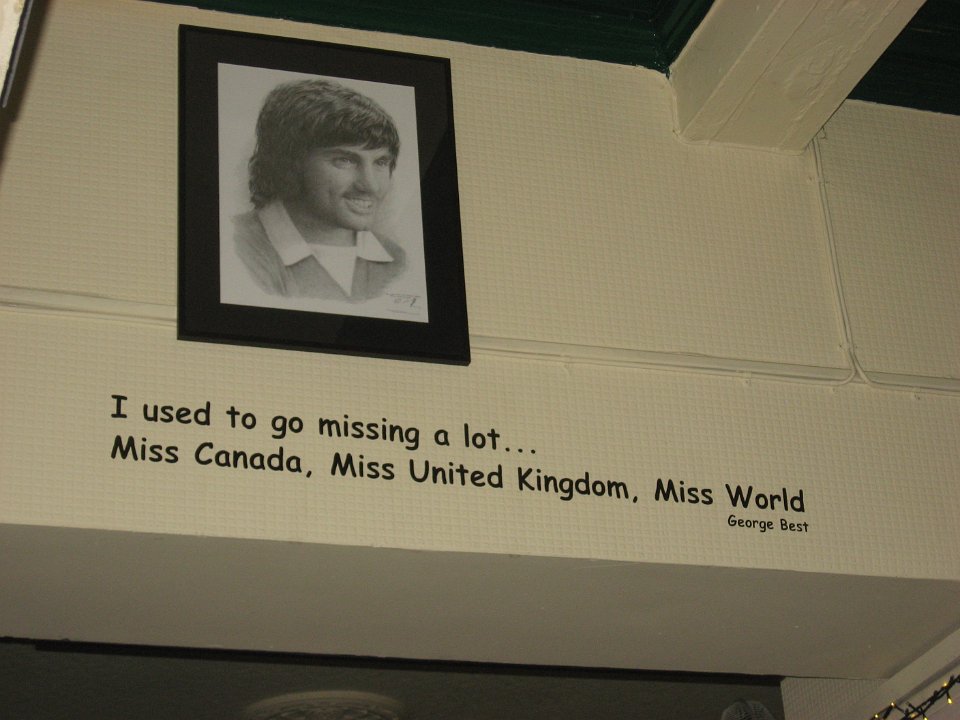 I used to go missing a lot...
Miss Canada, Miss United Kingdom, Miss World
George Best